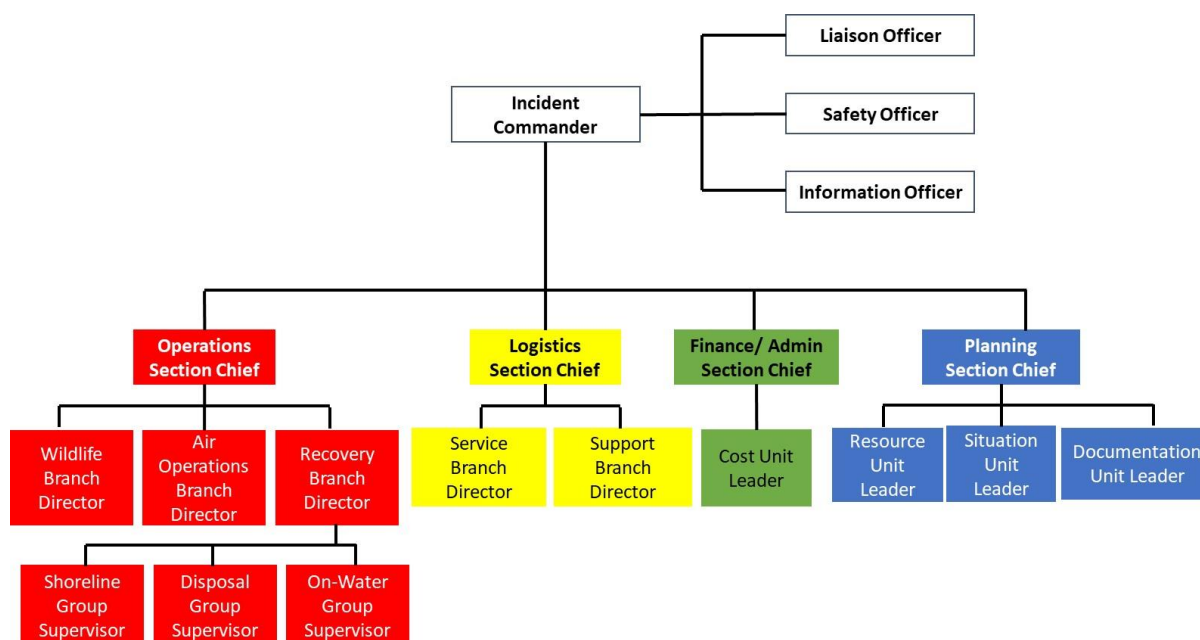 Liaison Officer
Incident
Commander
Safety Officer
Information Officer
Operations
Section Chief
Logistics
Section Chief
Finance/ Admin
Section Chief
Planning
Section Chief
Wildlife
Branch
Director
Air
Operations
Branch
Director
Recovery
Branch
Director
Service
Branch
Director
Support
Branch
Director
Cost Unit
Leader
Resource
Unit
Leader
Situation
Unit
Leader
Documentation
Unit Leader
Shoreline
Group
Supervisor
Disposal
Group
Supervisor
On-Water
Group
Supervisor